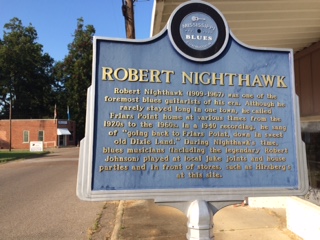 MISSISSIPPI
BLUES
ROBERT NIGHTHAWK
Robert Nighthawk (1909-1967) was one of the
foremost blues guitarists of his era. Although he
rarely stayed long in one town, he called
Friars Point home at various times from the
1920s to the 1960s. In a 1940 recording, he sang
of "going back to Friars Point, down in sweet
old Dixie Land." During Nighthawk's time,
blues musicians (including the legendary Robert
Johnson) played at local juke joints and house
parties and in front of stores, such as Hirsberg's
at this site.